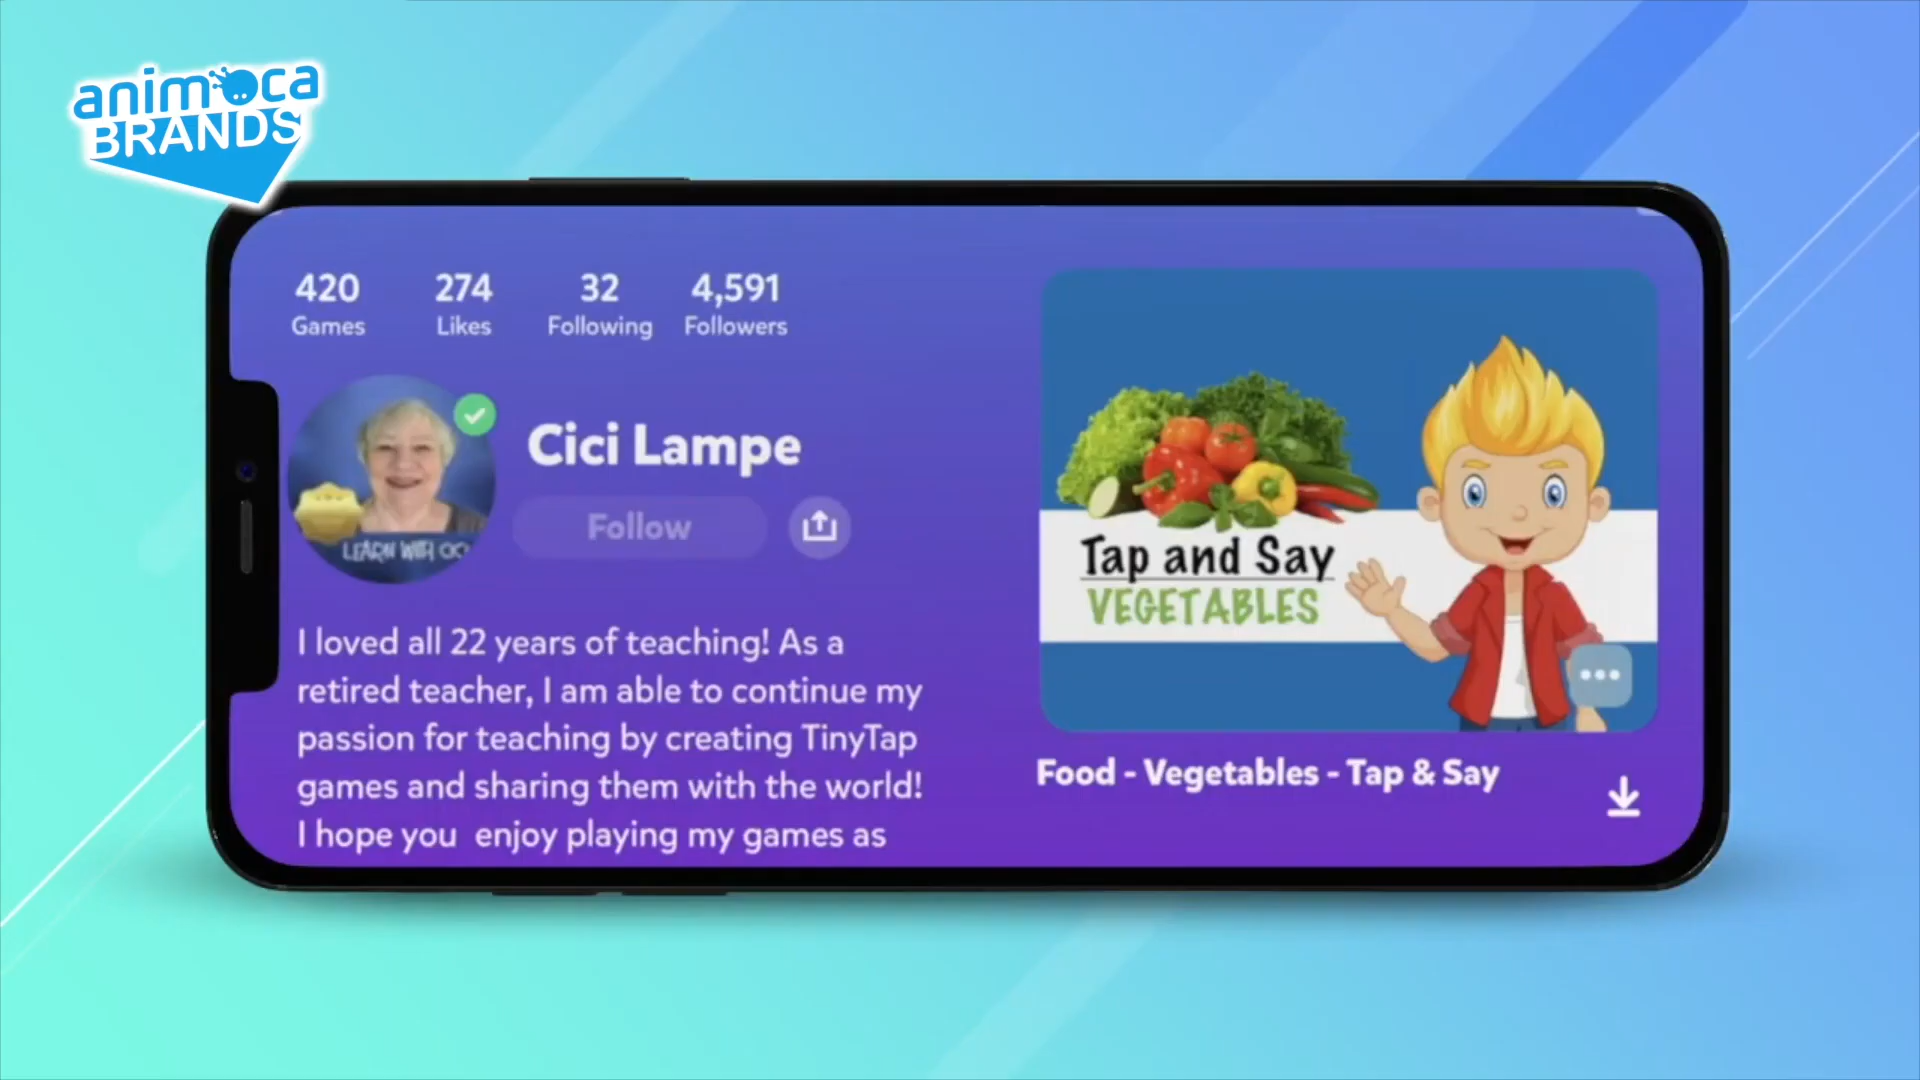 animoca
BRANDS
420
Games
274
Likes
32
Following
4,591
Followers
Cici Lampe
Follow
LEARN WITH
I loved all 22 years of teaching! As a
retired teacher, I am able to continue my
passion for teaching by creating TinyTap
games and sharing them with the world!
I hope you  enjoy playing my games as
Tap and Say
VEGETABLES
Food - Vegetables - Tap & Say